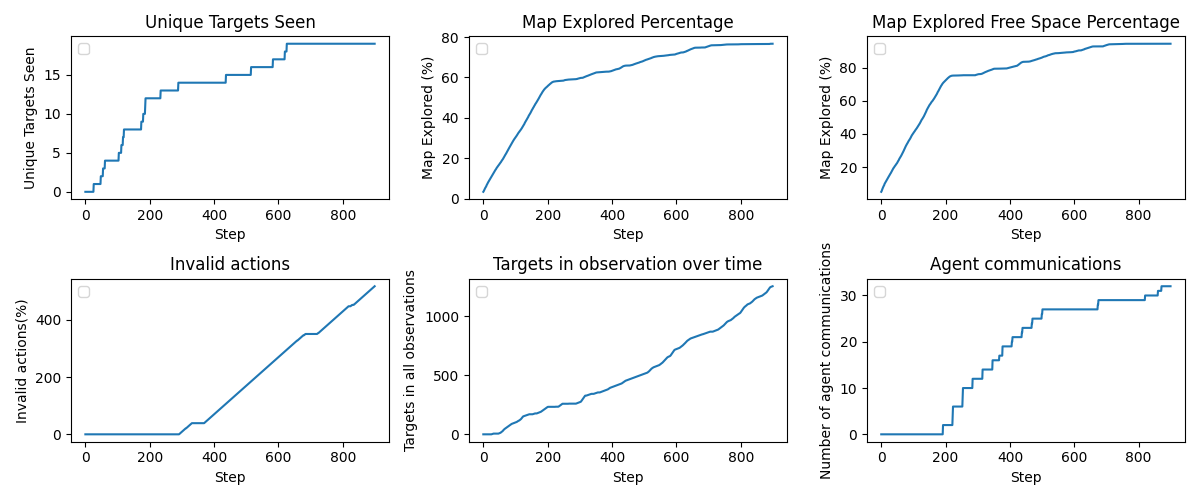 Unique Targets Seen
Unique Targets Seen
15
10
5
0
0 200 400 600 800
Step
Map Explored Percentage
Map Explored (%)
80
60
40
20
0
0 200 400 600 800
Step
Map Explored Free Space Percentage
Map Explored (%)
80
60
40
20
0 200 400 600 800
Step
Invalid actions
Invalid actions(%)
400
200
0
0 200 400 600 800
Step
Targets in observation over time
Targets in all observations
1000
500
0
0 200 400 600 800
Step
Agent communications
Number of agent communications
30
20
10
0
0 200 400 600 800
Step